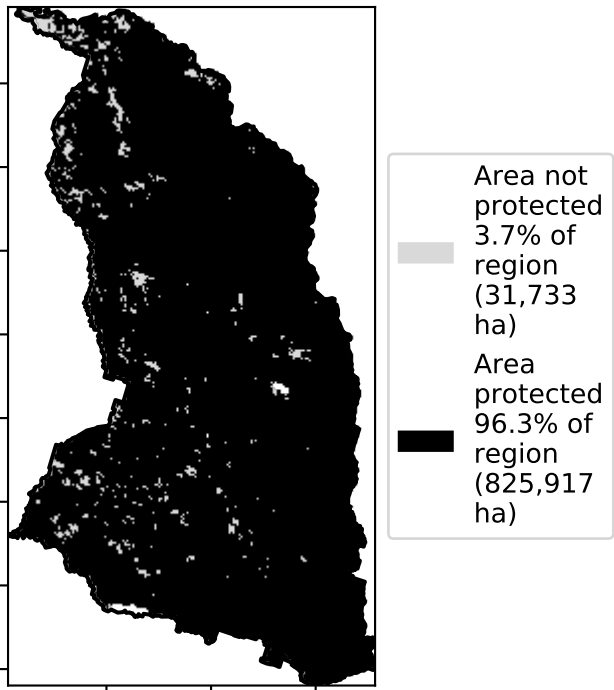 Area not
protected
3.7% of
region
(31,733
ha)
Area
protected
96.3% of
region
(825,917
ha)